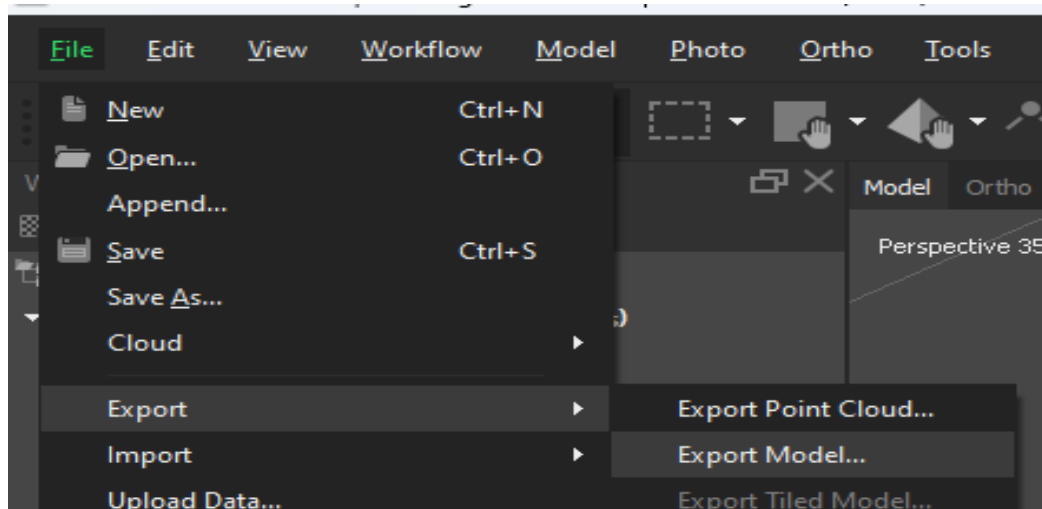 File Edit View Workflow Model Photo Ortho Tools
New Ctrl+N
Open... Ctrl+O
Append...
Save Ctrl+S
Save As...
Cloud
Export
Import
Upload Data...
Export Point Cloud...
Export Model...
Export Tiled Model...
Model Ortho
Perspective 35